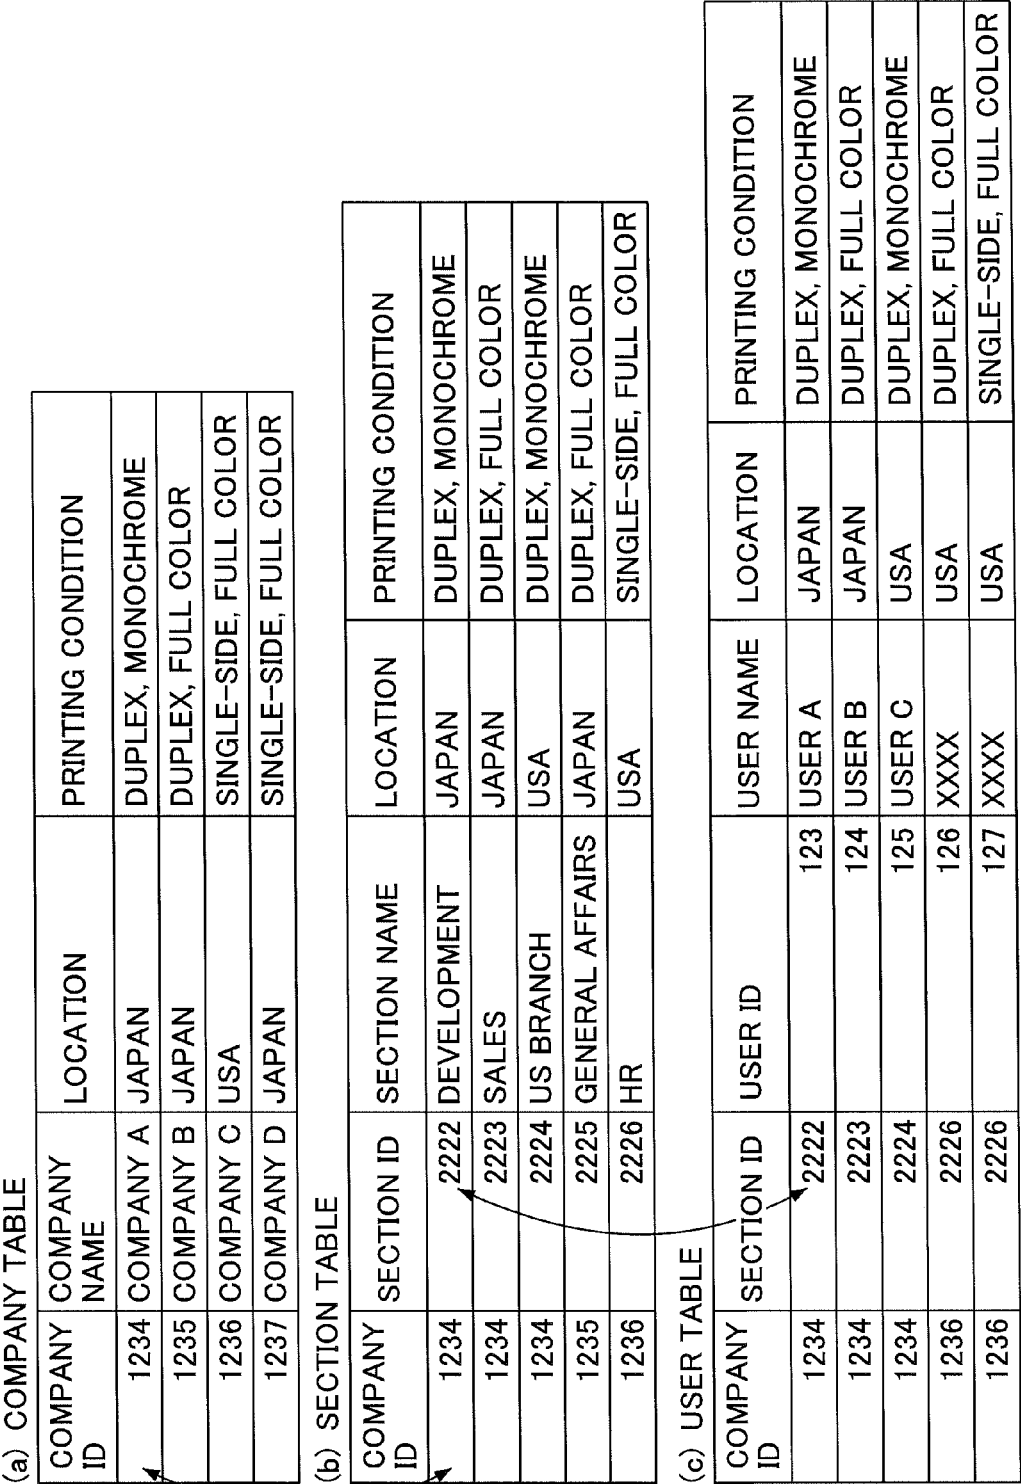 (a) COMPANY TABLE
COMPANY ID COMPANY NAME LOCATION PRINTING CONDITION
1234 COMPANY A JAPAN DUPLEX, MONOCHROME
1235 COMPANY B JAPAN DUPLEX, FULL COLOR
1236 COMPANY C USA SINGLE-SIDE, FULL COLOR
1237 COMPANY D JAPAN SINGLE-SIDE, FULL COLOR
(b) SECTION TABLE
COMPANY ID SECTION ID SECTION NAME LOCATION PRINTING CONDITION
1234 2222 DEVELOPMENT JAPAN DUPLEX, MONOCHROME
1234 2223 SALES JAPAN DUPLEX, FULL COLOR
1234 2224 US BRANCH USA DUPLEX, MONOCHROME
1235 2225 GENERAL AFFAIRS JAPAN DUPLEX, FULL COLOR
1236 2226 HR USA SINGLE-SIDE, FULL COLOR
(c) USER TABLE
COMPANY ID SECTION ID USER ID USER NAME LOCATION PRINTING CONDITION
1234 2222 123 USER A JAPAN DUPLEX, MONOCHROME
1234 2223 124 USER B JAPAN DUPLEX, FULL COLOR
1234 2224 125 USER C USA DUPLEX, MONOCHROME
1236 2226 126 XXXX USA DUPLEX, FULL COLOR
1236 2226 127 XXXX USA SINGLE-SIDE, FULL COLOR